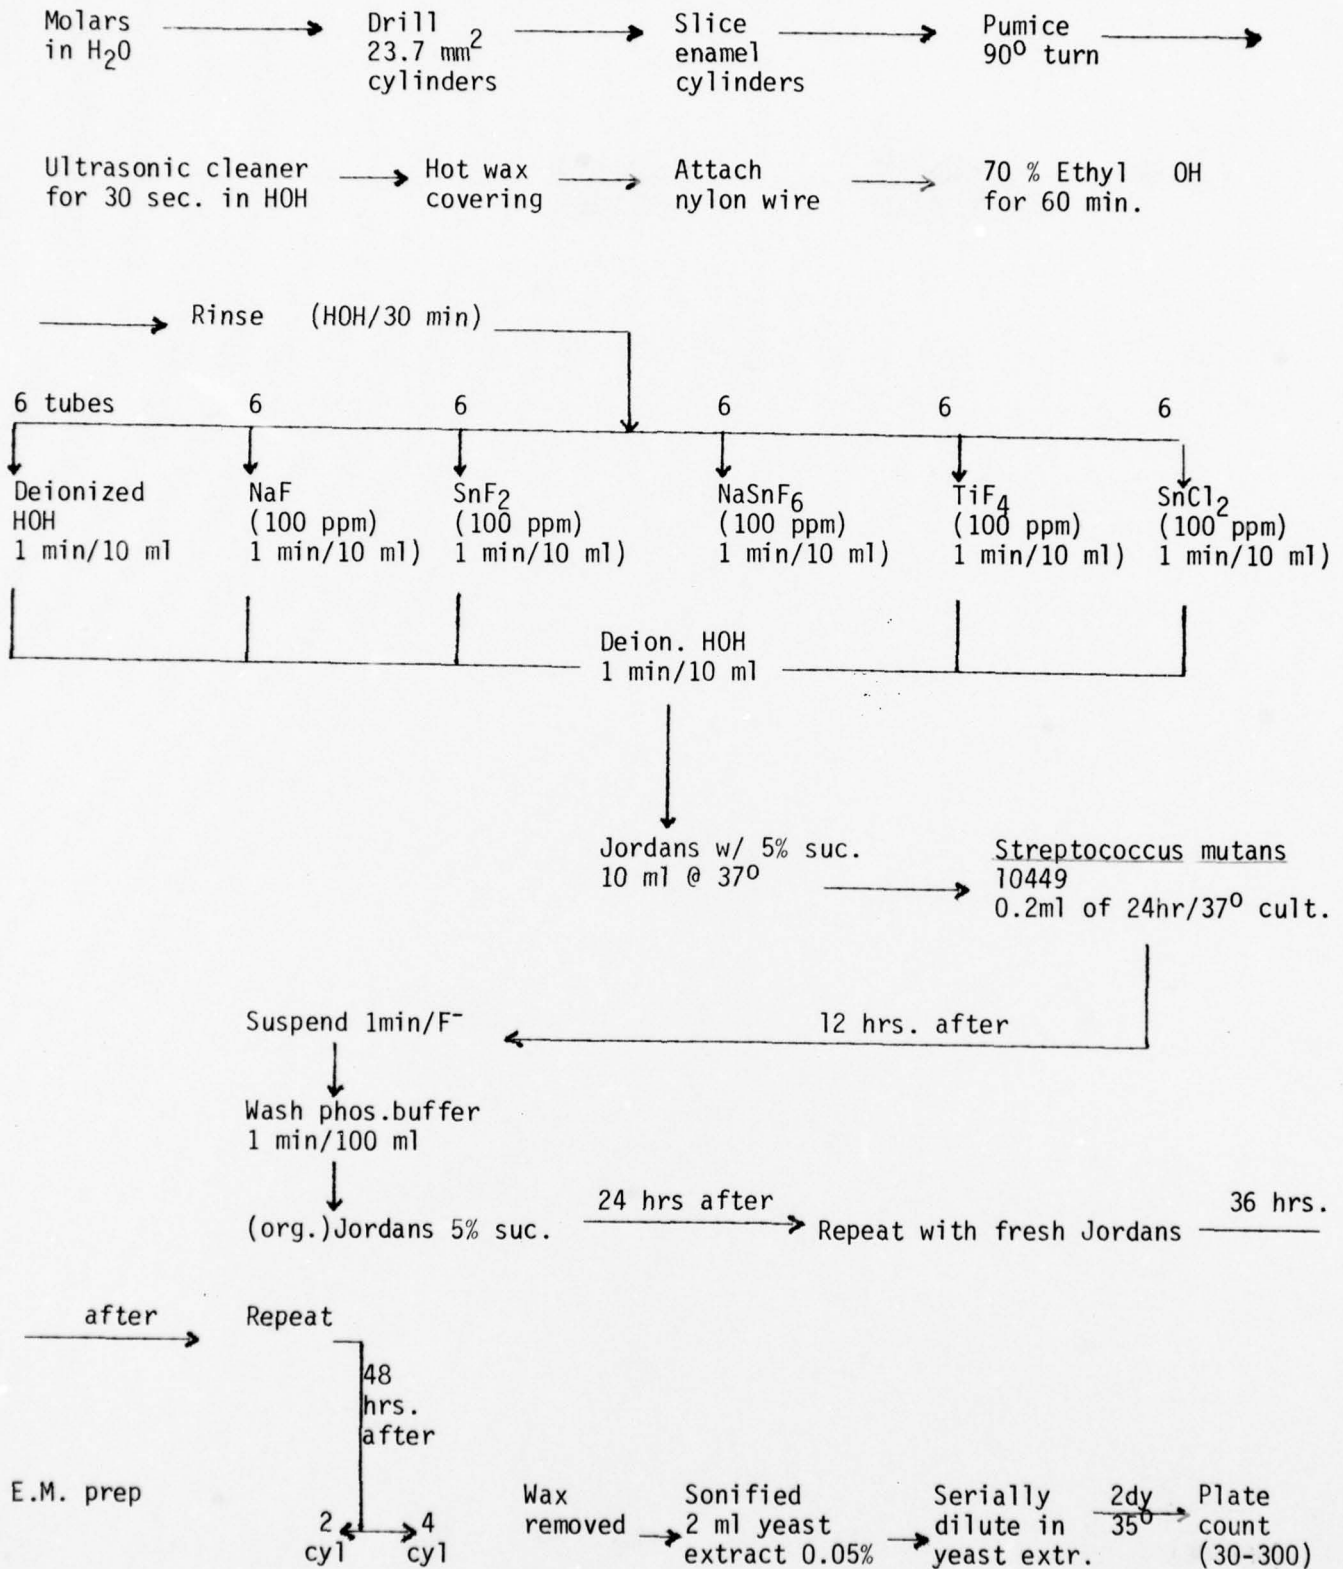 Molars
in H2O
Drill
23.7 mm2
cylinders
Slice
enamel
cylinders
Pumice
90o turn
Ultrasonic cleaner
for 30 sec. in HOH
Hot wax
covering
Attach
nylon wire
70 % Ethyl OH
for 60 min.
Rinse (HOH/30 min)
6 tubes
6
6
6
6
6
Deionized
HOH
1 min/10 ml
NaF
(100 ppm)
1 min/10 ml)
SnF2
(100 ppm)
1 min/10 ml)
NaSnF6
(100 ppm)
1 min/10 ml)
TiF4
(100 ppm)
1 min/10 ml)
SnCl2
(100 ppm)
1 min/10 ml)
Deion. HOH
1 min/10 ml
Jordans w/ 5% suc.
10 ml @ 37o
Streptococcus mutans
10449
0.2ml of 24hr/37o cult.
12 hrs. after
Suspend 1min/F-
Wash phos.buffer
1 min/100 ml
(org.)Jordans 5% suc.
24 hrs after
Repeat with fresh Jordans
36 hrs.
after
Repeat
48
hrs.
after
E.M. prep
2
cyl
4
cyl
Wax
removed
Sonified
2 ml yeast
extract 0.05%
Serially
dilute in
yeast extr.
2dy
35o
Plate
count
(30-300)